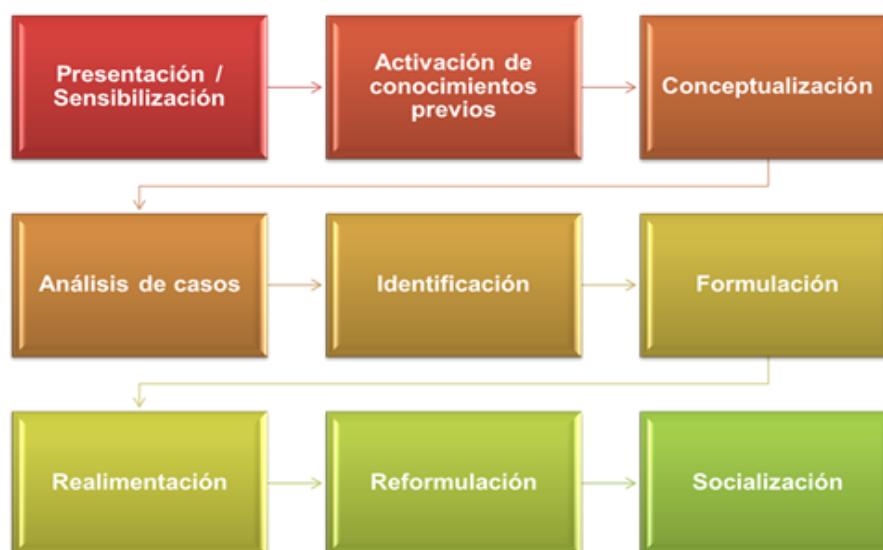 Presentación /
Sensibilización
Activación de
conocimientos
previos
Conceptualización
Análisis de casos
Identificación
Formulación
Realimentación
Reformulación
Socialización